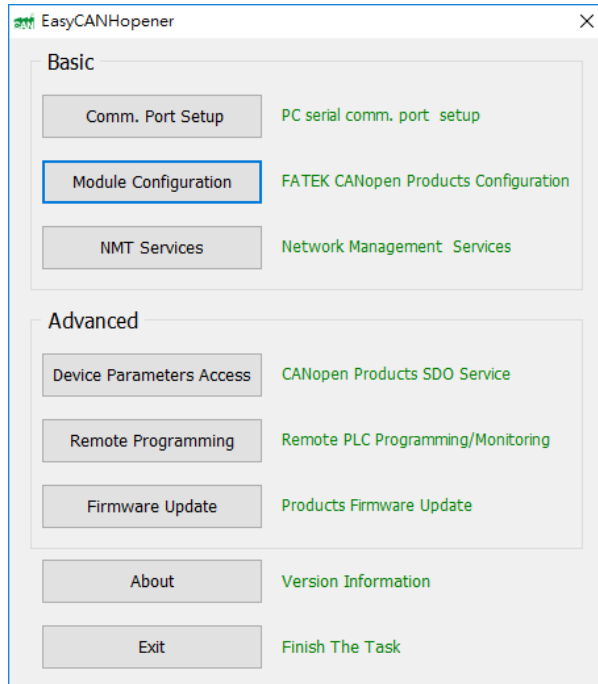 CAN EasyCANHopener
Basic
Comm. Port Setup PC serial comm. port setup
Module Configuration FATEK CANopen Products Configuration
NMT Services Network Management Services
Advanced
Device Parameters Access CANopen Products SDO Service
Remote Programming Remote PLC Programming/Monitoring
Firmware Update Products Firmware Update
About Version Information
Exit Finish The Task